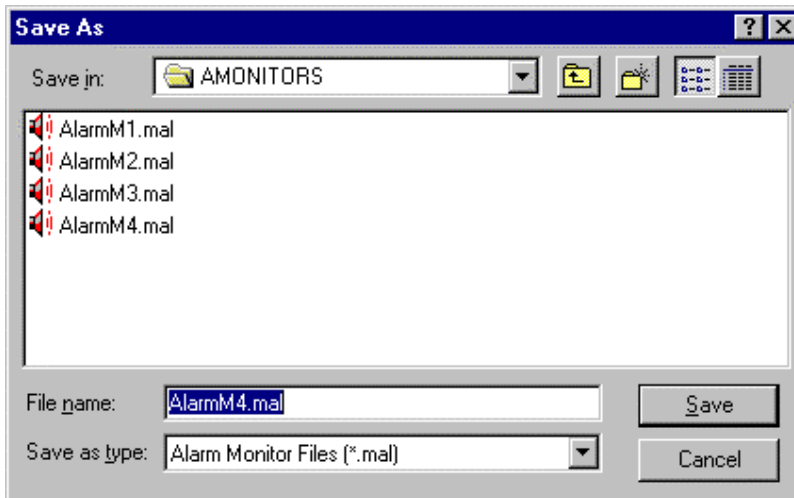 Save As
Save in: AMONITORS
AlarmM1.mal
AlarmM2.mal
AlarmM3.mal
AlarmM4.mal
File name: AlarmM4.mal Save
Save as type: Alarm Monitor Files (*.mal) Cancel